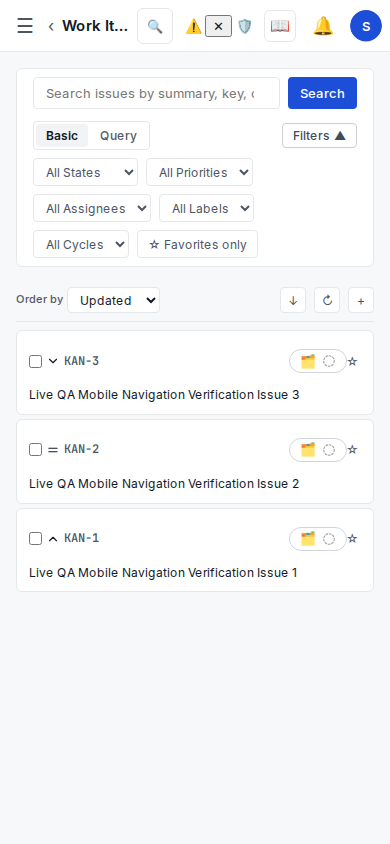 Work It...
S
Search issues by summary, key, c
Search
Basic Query
Filters ▲
All States All Priorities
All Assignees All Labels
All Cycles ☆ Favorites only
Order by Updated
KAN-3
Live QA Mobile Navigation Verification Issue 3
KAN-2
Live QA Mobile Navigation Verification Issue 2
KAN-1
Live QA Mobile Navigation Verification Issue 1